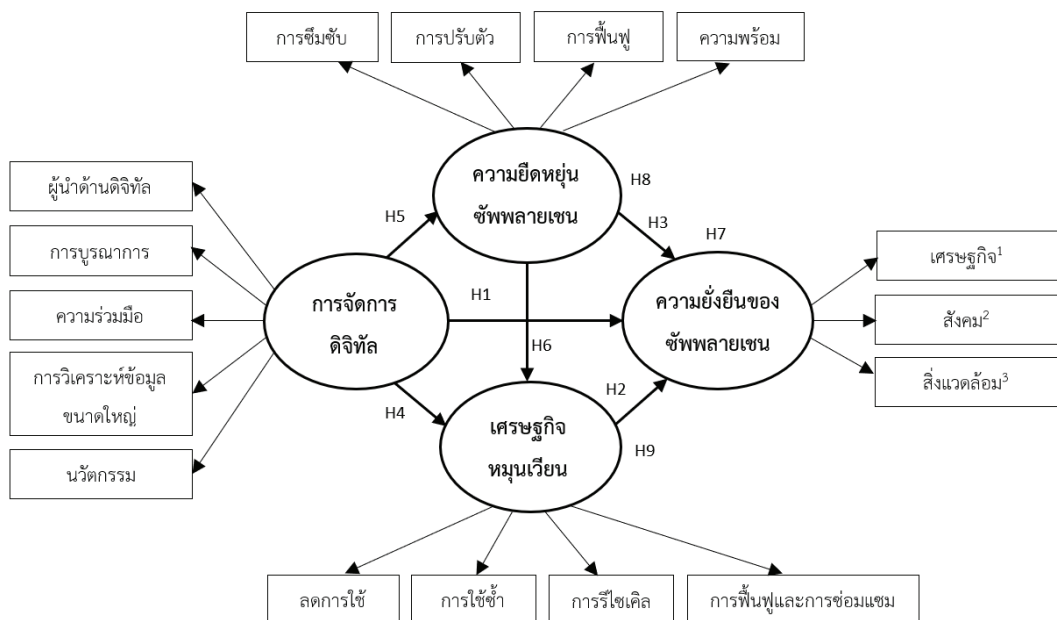 การซึมซับ
การปรับตัว
การฟื้นฟู
ความพร้อม
ความยืดหยุ่น
ซัพพลายเชน
H8
H5
H3
H7
ผู้นำด้านดิจิทัล
การบูรณาการ
ความร่วมมือ
การวิเคราะห์ข้อมูล
ขนาดใหญ่
นวัตกรรม
การจัดการ
ดิจิทัล
H1
ความยั่งยืนของ
ซัพพลายเชน
เศรษฐกิจ¹
สังคม²
สิ่งแวดล้อม³
H6
H4
H2
เศรษฐกิจ
หมุนเวียน
H9
ลดการใช้
การใช้ซ้ำ
การรีไซเคิล
การฟื้นฟูและการซ่อมแซม